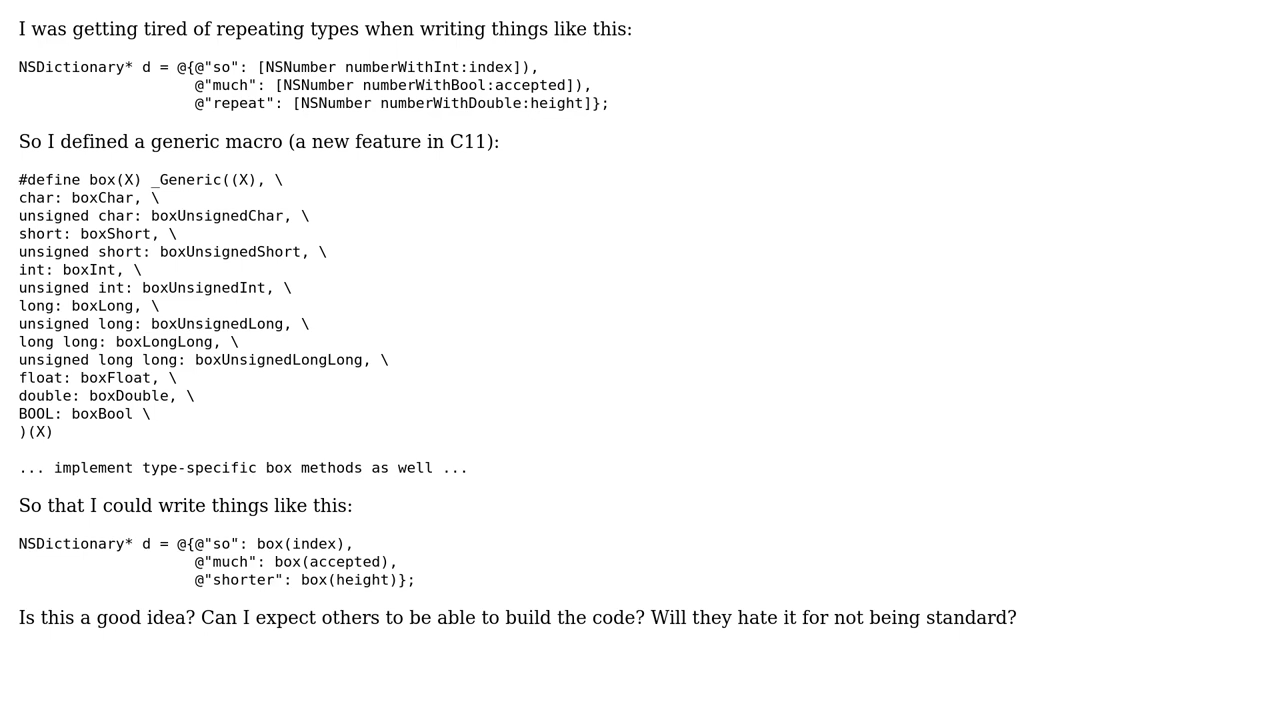 I was getting tired of repeating types when writing things like this:
NSDictionary* d = @{@"so": [NSNumber numberWithInt:index]),
                    @"much": [NSNumber numberWithBool:accepted]),
                    @"repeat": [NSNumber numberWithDouble:height]};
So I defined a generic macro (a new feature in C11):
#define box(X) _Generic((X), \
char: boxChar, \
unsigned char: boxUnsignedChar, \
short: boxShort, \
unsigned short: boxUnsignedShort, \
int: boxInt, \
unsigned int: boxUnsignedInt, \
long: boxLong, \
unsigned long: boxUnsignedLong, \
long long: boxLongLong, \
unsigned long long: boxUnsignedLongLong, \
float: boxFloat, \
double: boxDouble, \
BOOL: boxBool \
)(X)
... implement type-specific box methods as well ...
So that I could write things like this:
NSDictionary* d = @{@"so": box(index),
                    @"much": box(accepted),
                    @"shorter": box(height)};
Is this a good idea? Can I expect others to be able to build the code? Will they hate it for not being standard?